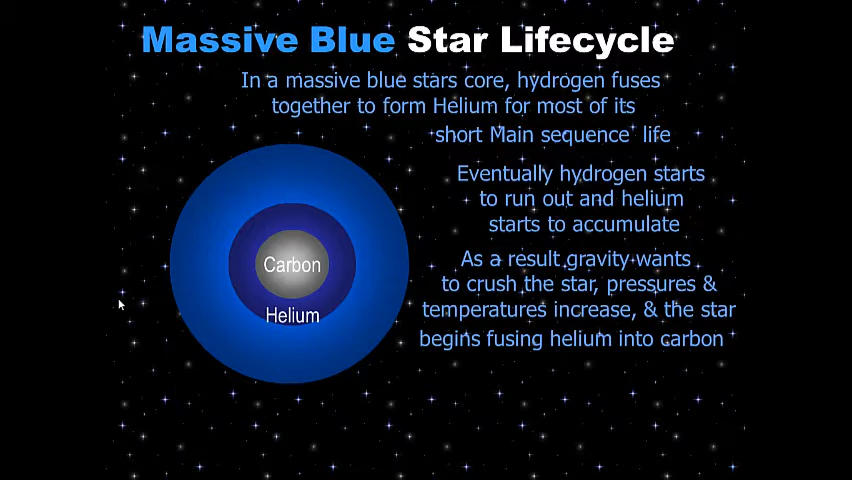 Massive Blue Star Lifecycle
In a massive blue stars core, hydrogen fuses
together to form Helium for most of its
short Main sequence life
Eventually hydrogen starts
to run out and helium
starts to accumulate
As a result gravity wants
to crush the star, pressures &
temperatures increase, & the star
begins fusing helium into carbon
Carbon
Helium